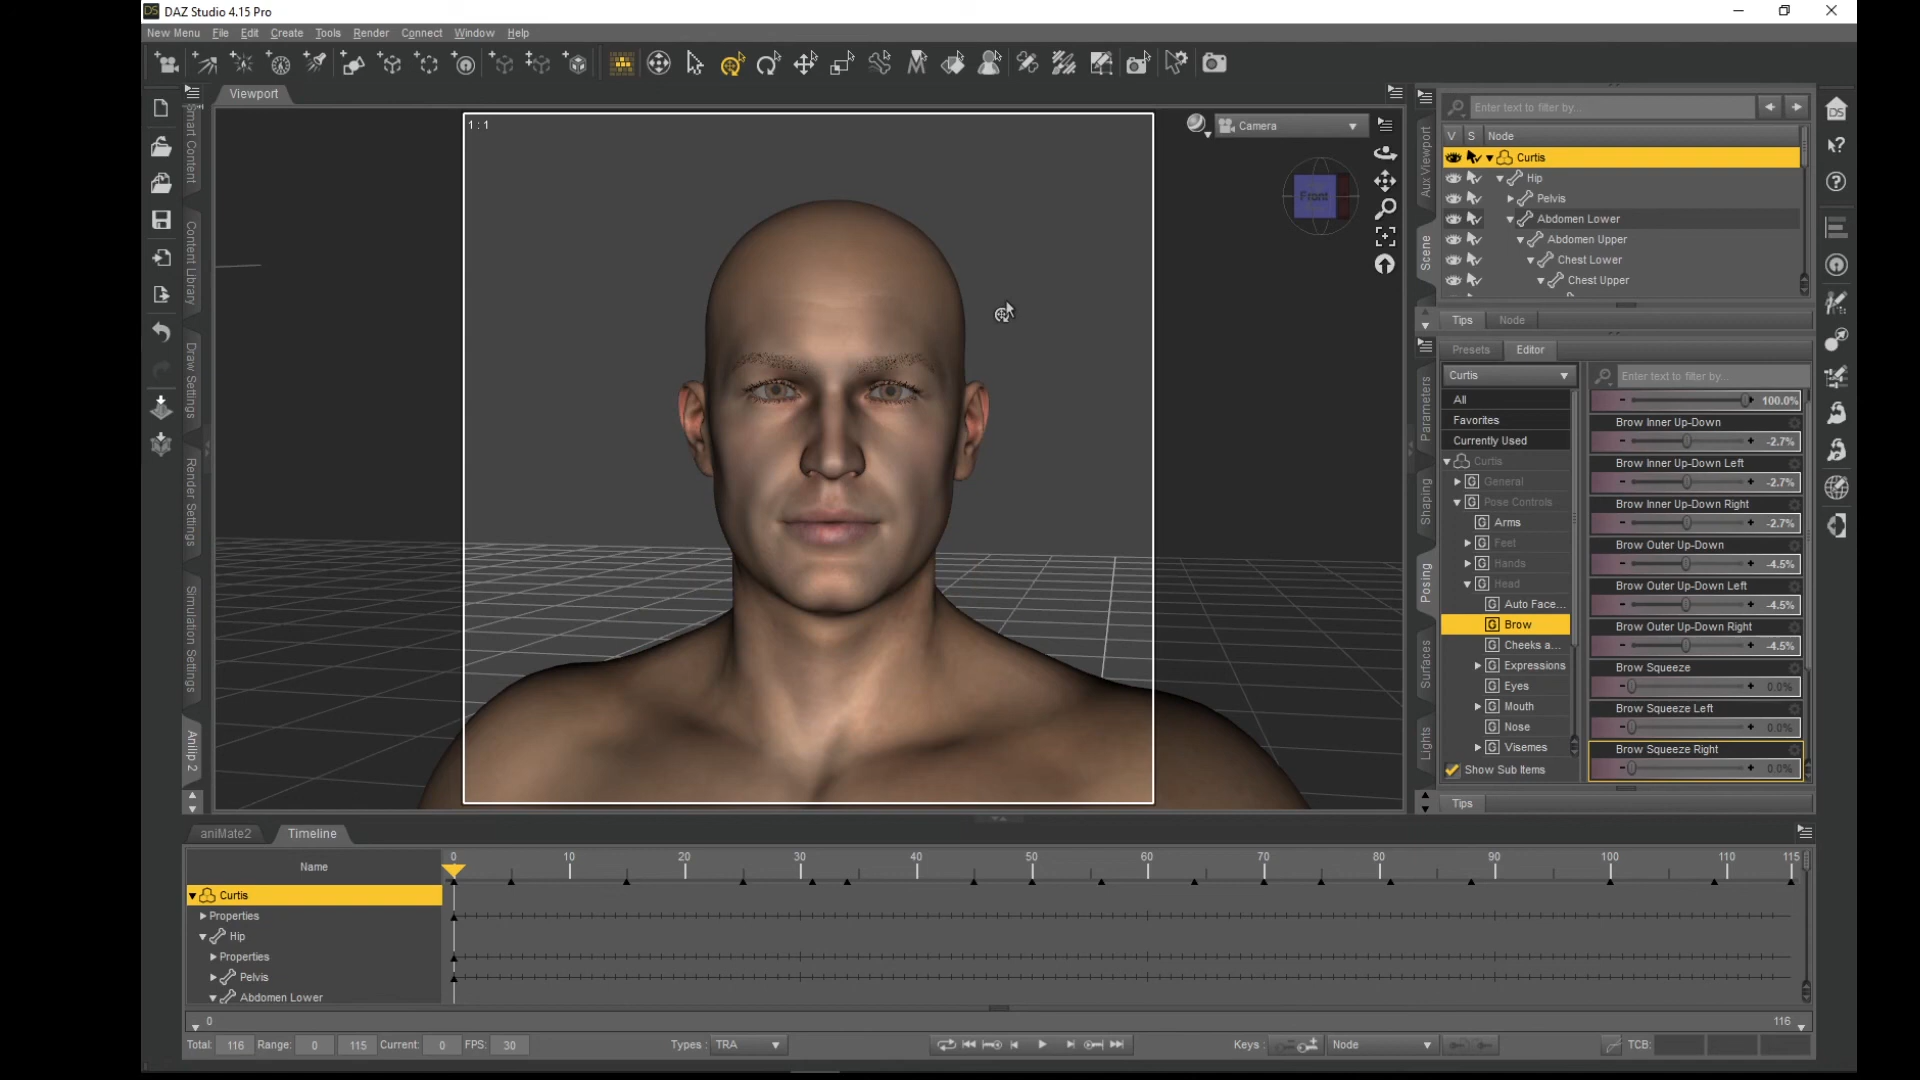 DAZ Studio 4.15 Pro
New Menu File Edit Create Tools Render Connect Window Help
Viewport
1 : 1
Camera
Front
Smart Content
Content Library
Draw Settings
Render Settings
Simulation Settings
Anilip 2
Aux Viewport
Scene
Enter text to filter by...
V S Node
Curtis
Hip
Pelvis
Abdomen Lower
Abdomen Upper
Chest Lower
Chest Upper
Tips Node
Parameters
Shaping
Posing
Surfaces
Lights
Presets Editor
Curtis
Enter text to filter by...
All
Favorites
Currently Used
Curtis
General
Pose Controls
Arms
Feet
Hands
Head
Auto Face...
Brow
Cheeks a...
Expressions
Eyes
Mouth
Nose
Visemes
Show Sub Items
100.0%
Brow Inner Up-Down
-2.7%
Brow Inner Up-Down Left
-2.7%
Brow Inner Up-Down Right
-2.7%
Brow Outer Up-Down
-4.5%
Brow Outer Up-Down Left
-4.5%
Brow Outer Up-Down Right
-4.5%
Brow Squeeze
0.0%
Brow Squeeze Left
0.0%
Brow Squeeze Right
0.0%
Tips
aniMate2 Timeline
Name
0 10 20 30 40 50 60 70 80 90 100 110 115
Curtis
Properties
Hip
Properties
Pelvis
Abdomen Lower
0 116
Total: 116 Range: 0 115 Current: 0 FPS: 30 Types : TRA Keys : Node TCB: